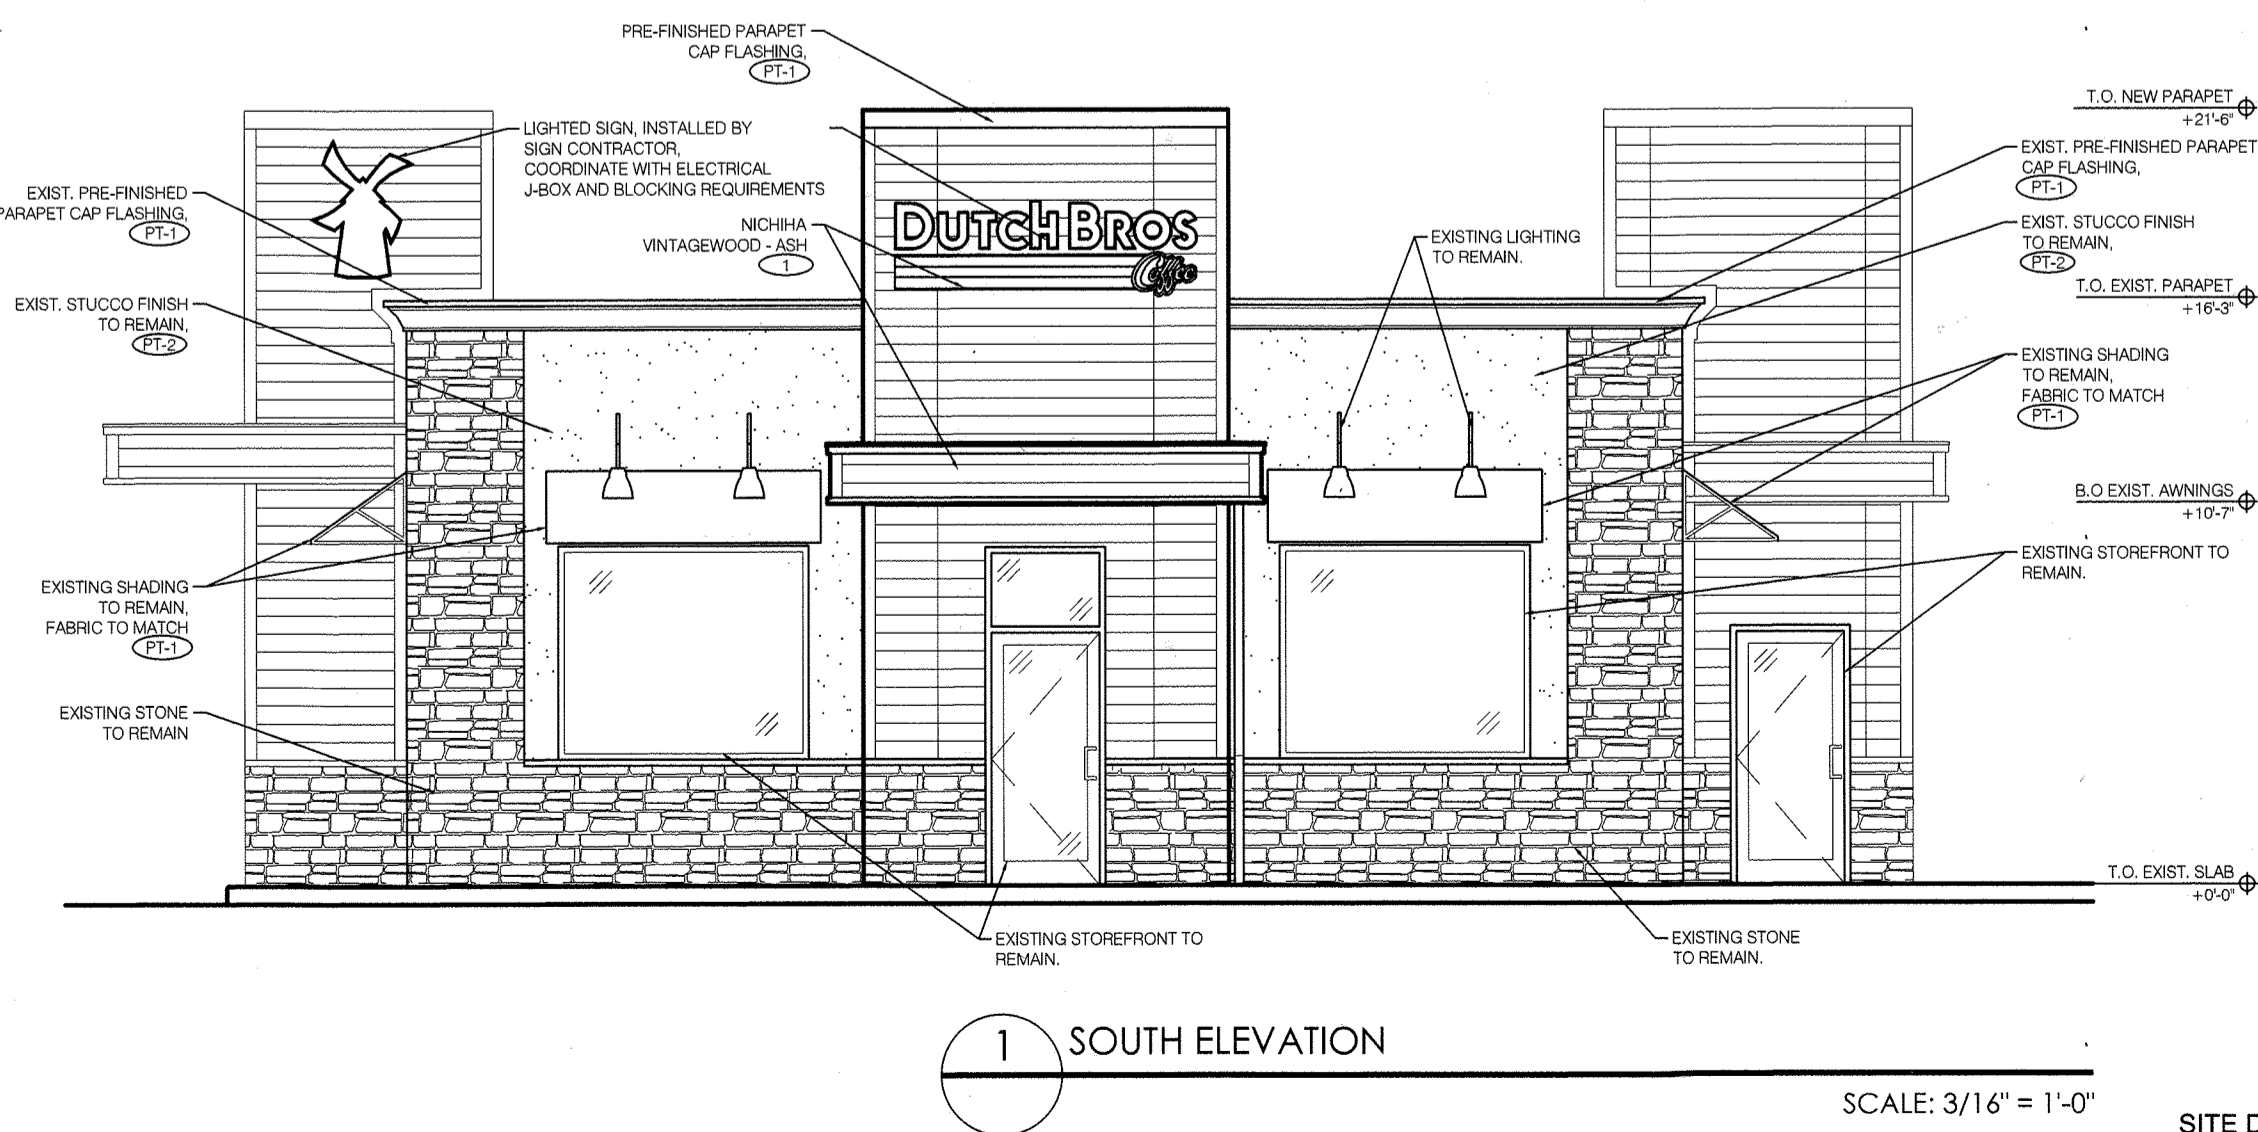 PRE-FINISHED PARAPET
CAP FLASHING,
PT-1
LIGHTED SIGN, INSTALLED BY
SIGN CONTRACTOR,
COORDINATE WITH ELECTRICAL
J-BOX AND BLOCKING REQUIREMENTS
NICHIHA
VINTAGEWOOD - ASH
1
EXIST. PRE-FINISHED
PARAPET CAP FLASHING,
PT-1
EXIST. STUCCO FINISH
TO REMAIN,
PT-2
EXISTING SHADING
TO REMAIN,
FABRIC TO MATCH
PT-1
EXISTING STONE
TO REMAIN
DUTCH BROS
Coffee
EXISTING LIGHTING
TO REMAIN.
T.O. NEW PARAPET
+21'-6"
EXIST. PRE-FINISHED PARAPET
CAP FLASHING,
PT-1
EXIST. STUCCO FINISH
TO REMAIN,
PT-2
T.O. EXIST. PARAPET
+16'-3"
EXISTING SHADING
TO REMAIN,
FABRIC TO MATCH
PT-1
B.O EXIST. AWNINGS
+10'-7"
EXISTING STOREFRONT TO
REMAIN.
T.O. EXIST. SLAB
+0'-0"
EXISTING STOREFRONT TO
REMAIN.
EXISTING STONE
TO REMAIN.
1
SOUTH ELEVATION
SCALE: 3/16" = 1'-0"
SITE D